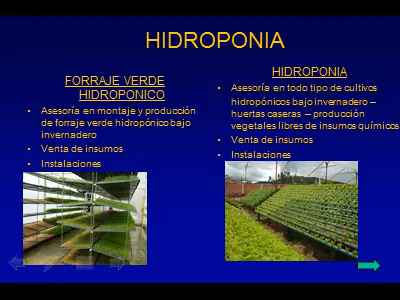 HIDROPONIA
FORRAJE VERDE
HIDROPONICO
• Asesoría en montaje y producción
de forraje verde hidropónico bajo
invernadero
• Venta de insumos
• Instalaciones
HIDROPONIA
• Asesoría en todo tipo de cultivos
hidropónicos bajo invernadero –
huertas caseras – producción
vegetales libres de insumos químicos
• Venta de insumos
• Instalaciones